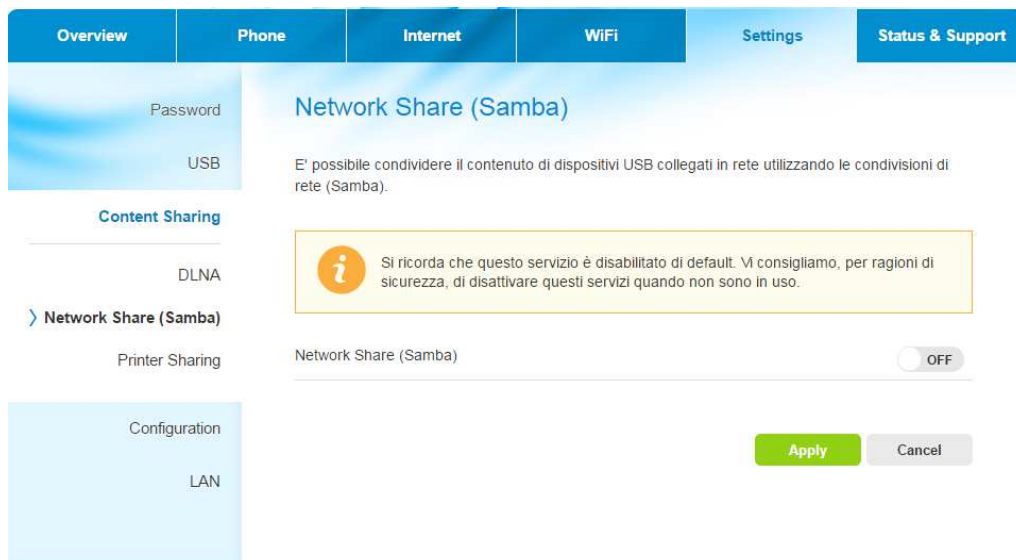 Overview
Phone
Internet
WiFi
Settings
Status & Support
Password
USB
Content Sharing
DLNA
Network Share (Samba)
Printer Sharing
Configuration
LAN
Network Share (Samba)
E' possibile condividere il contenuto di dispositivi USB collegati in rete utilizzando le condivisioni di
rete (Samba).
i
Si ricorda che questo servizio è disabilitato di default. Vi consigliamo, per ragioni di
sicurezza, di disattivare questi servizi quando non sono in uso.
Network Share (Samba)
OFF
Apply
Cancel